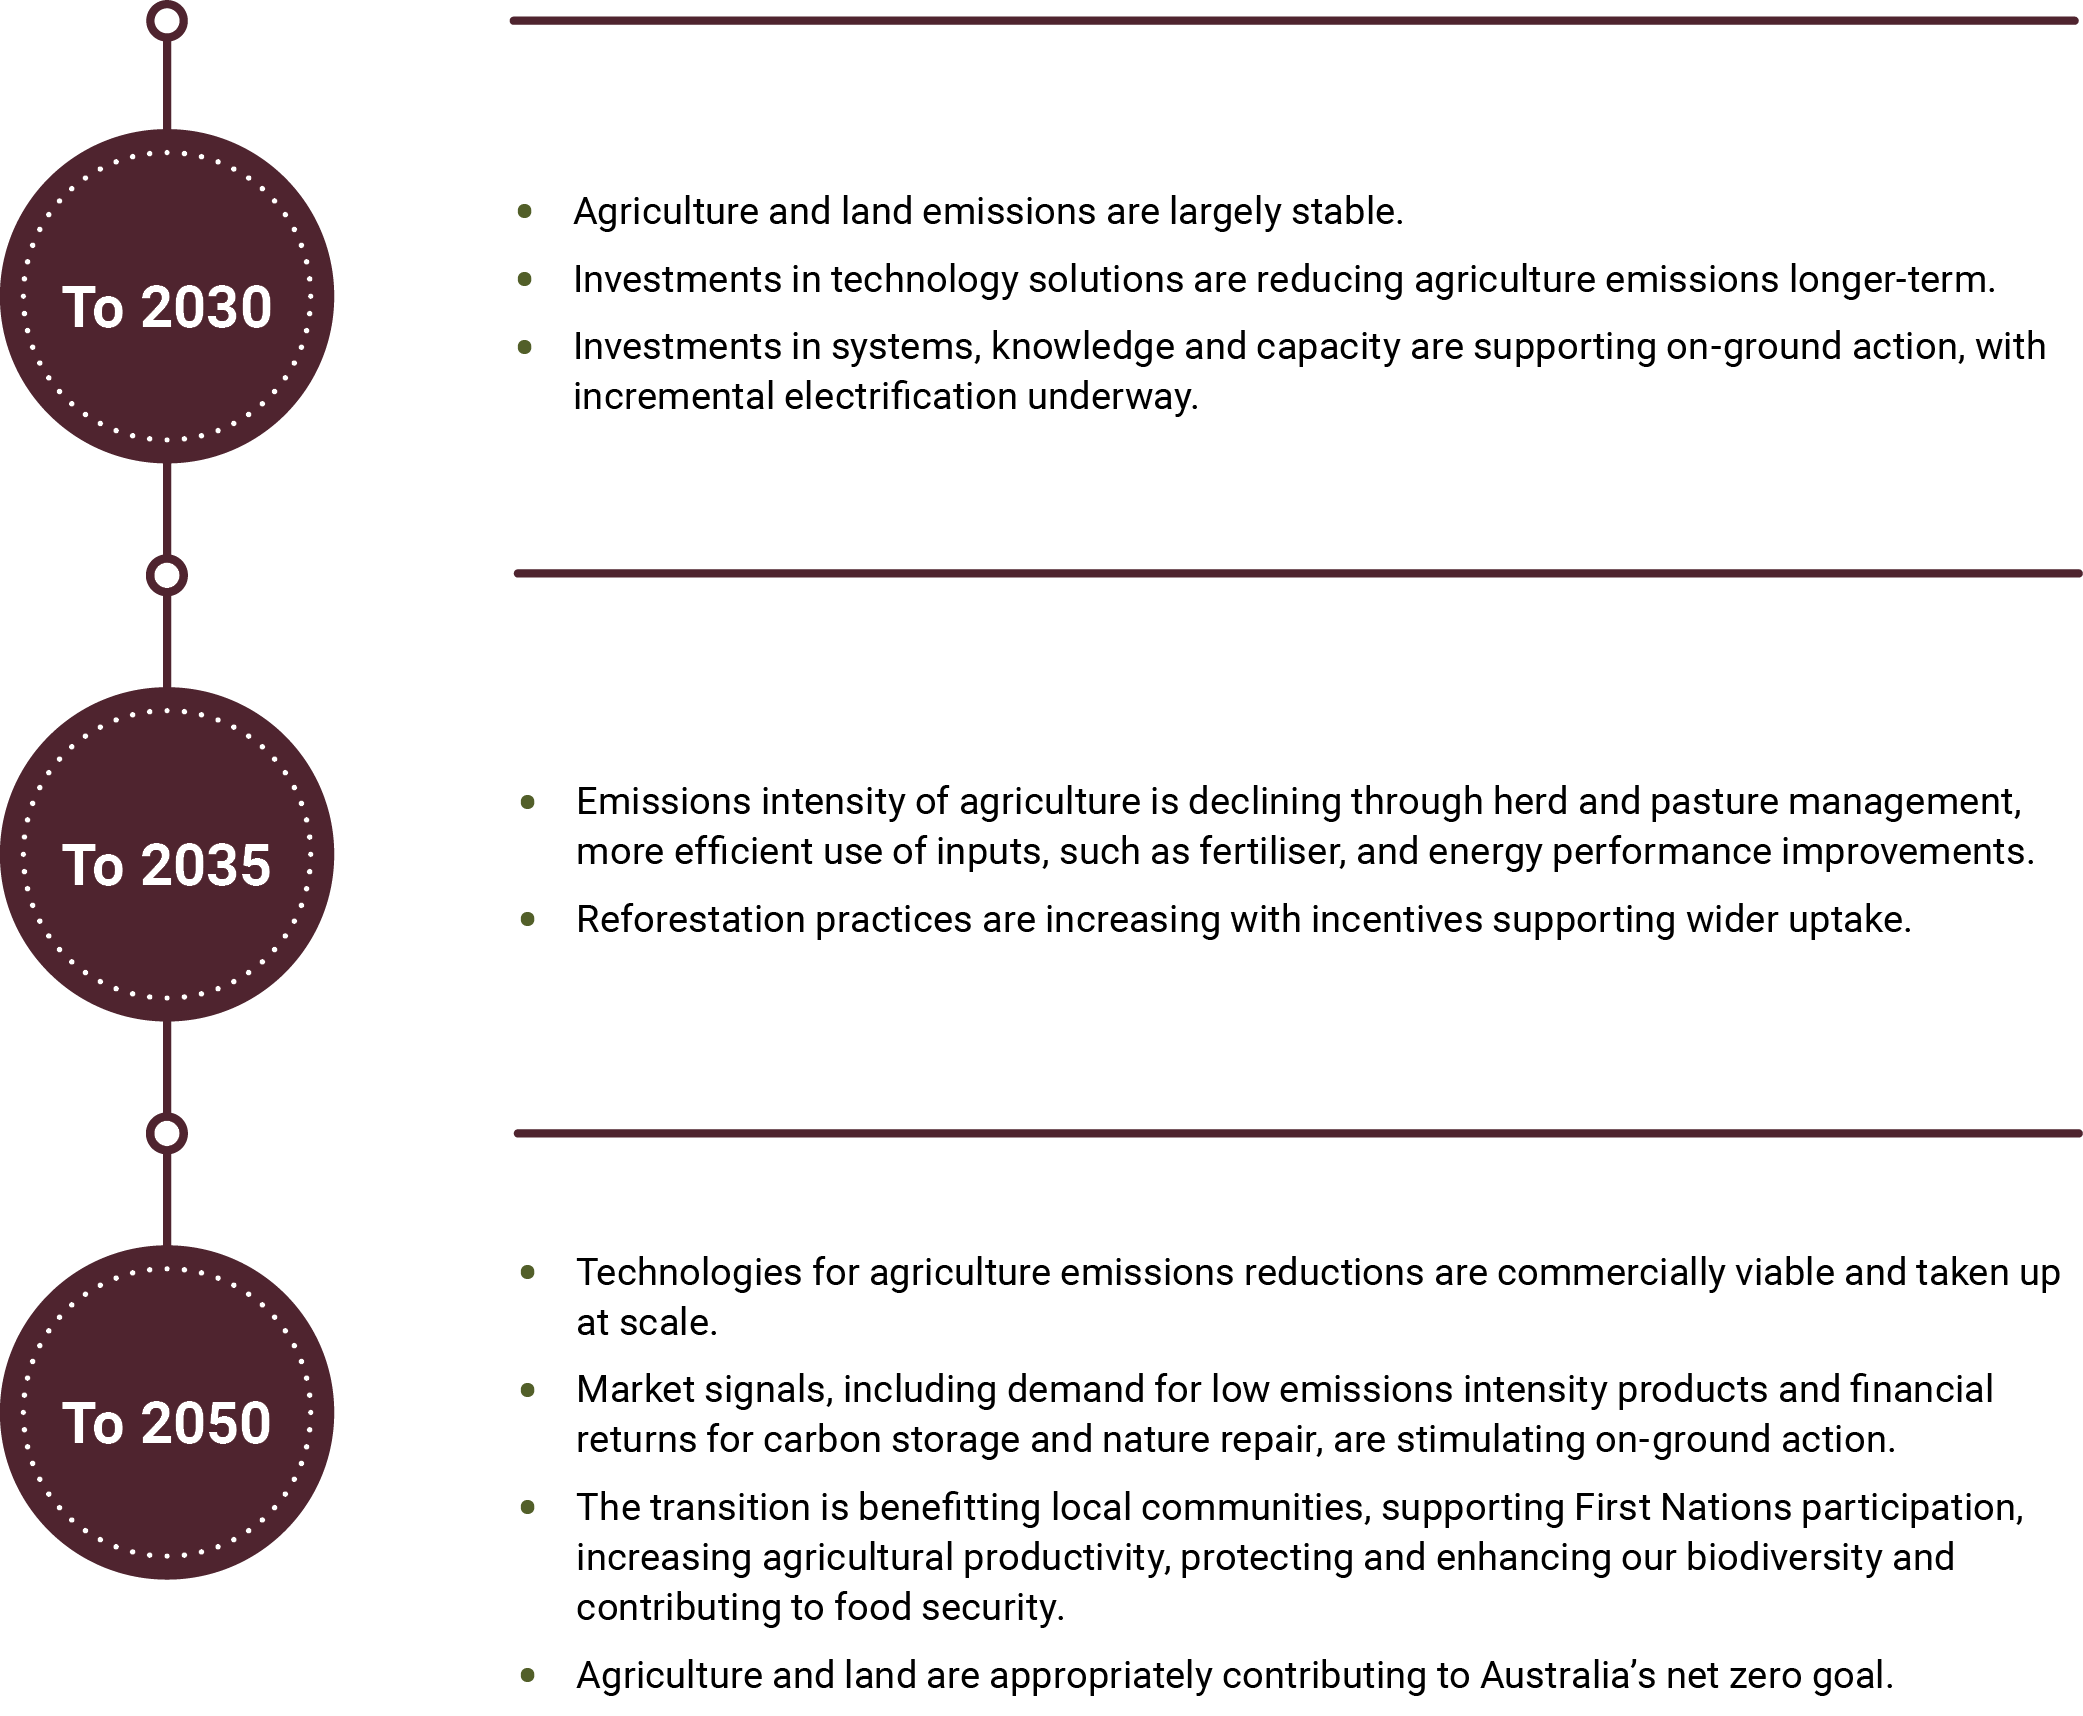 To 2030
• Agriculture and land emissions are largely stable.
• Investments in technology solutions are reducing agriculture emissions longer-term.
• Investments in systems, knowledge and capacity are supporting on-ground action, with
incremental electrification underway.
To 2035
• Emissions intensity of agriculture is declining through herd and pasture management,
more efficient use of inputs, such as fertiliser, and energy performance improvements.
• Reforestation practices are increasing with incentives supporting wider uptake.
To 2050
• Technologies for agriculture emissions reductions are commercially viable and taken up
at scale.
• Market signals, including demand for low emissions intensity products and financial
returns for carbon storage and nature repair, are stimulating on-ground action.
• The transition is benefitting local communities, supporting First Nations participation,
increasing agricultural productivity, protecting and enhancing our biodiversity and
contributing to food security.
• Agriculture and land are appropriately contributing to Australia’s net zero goal.